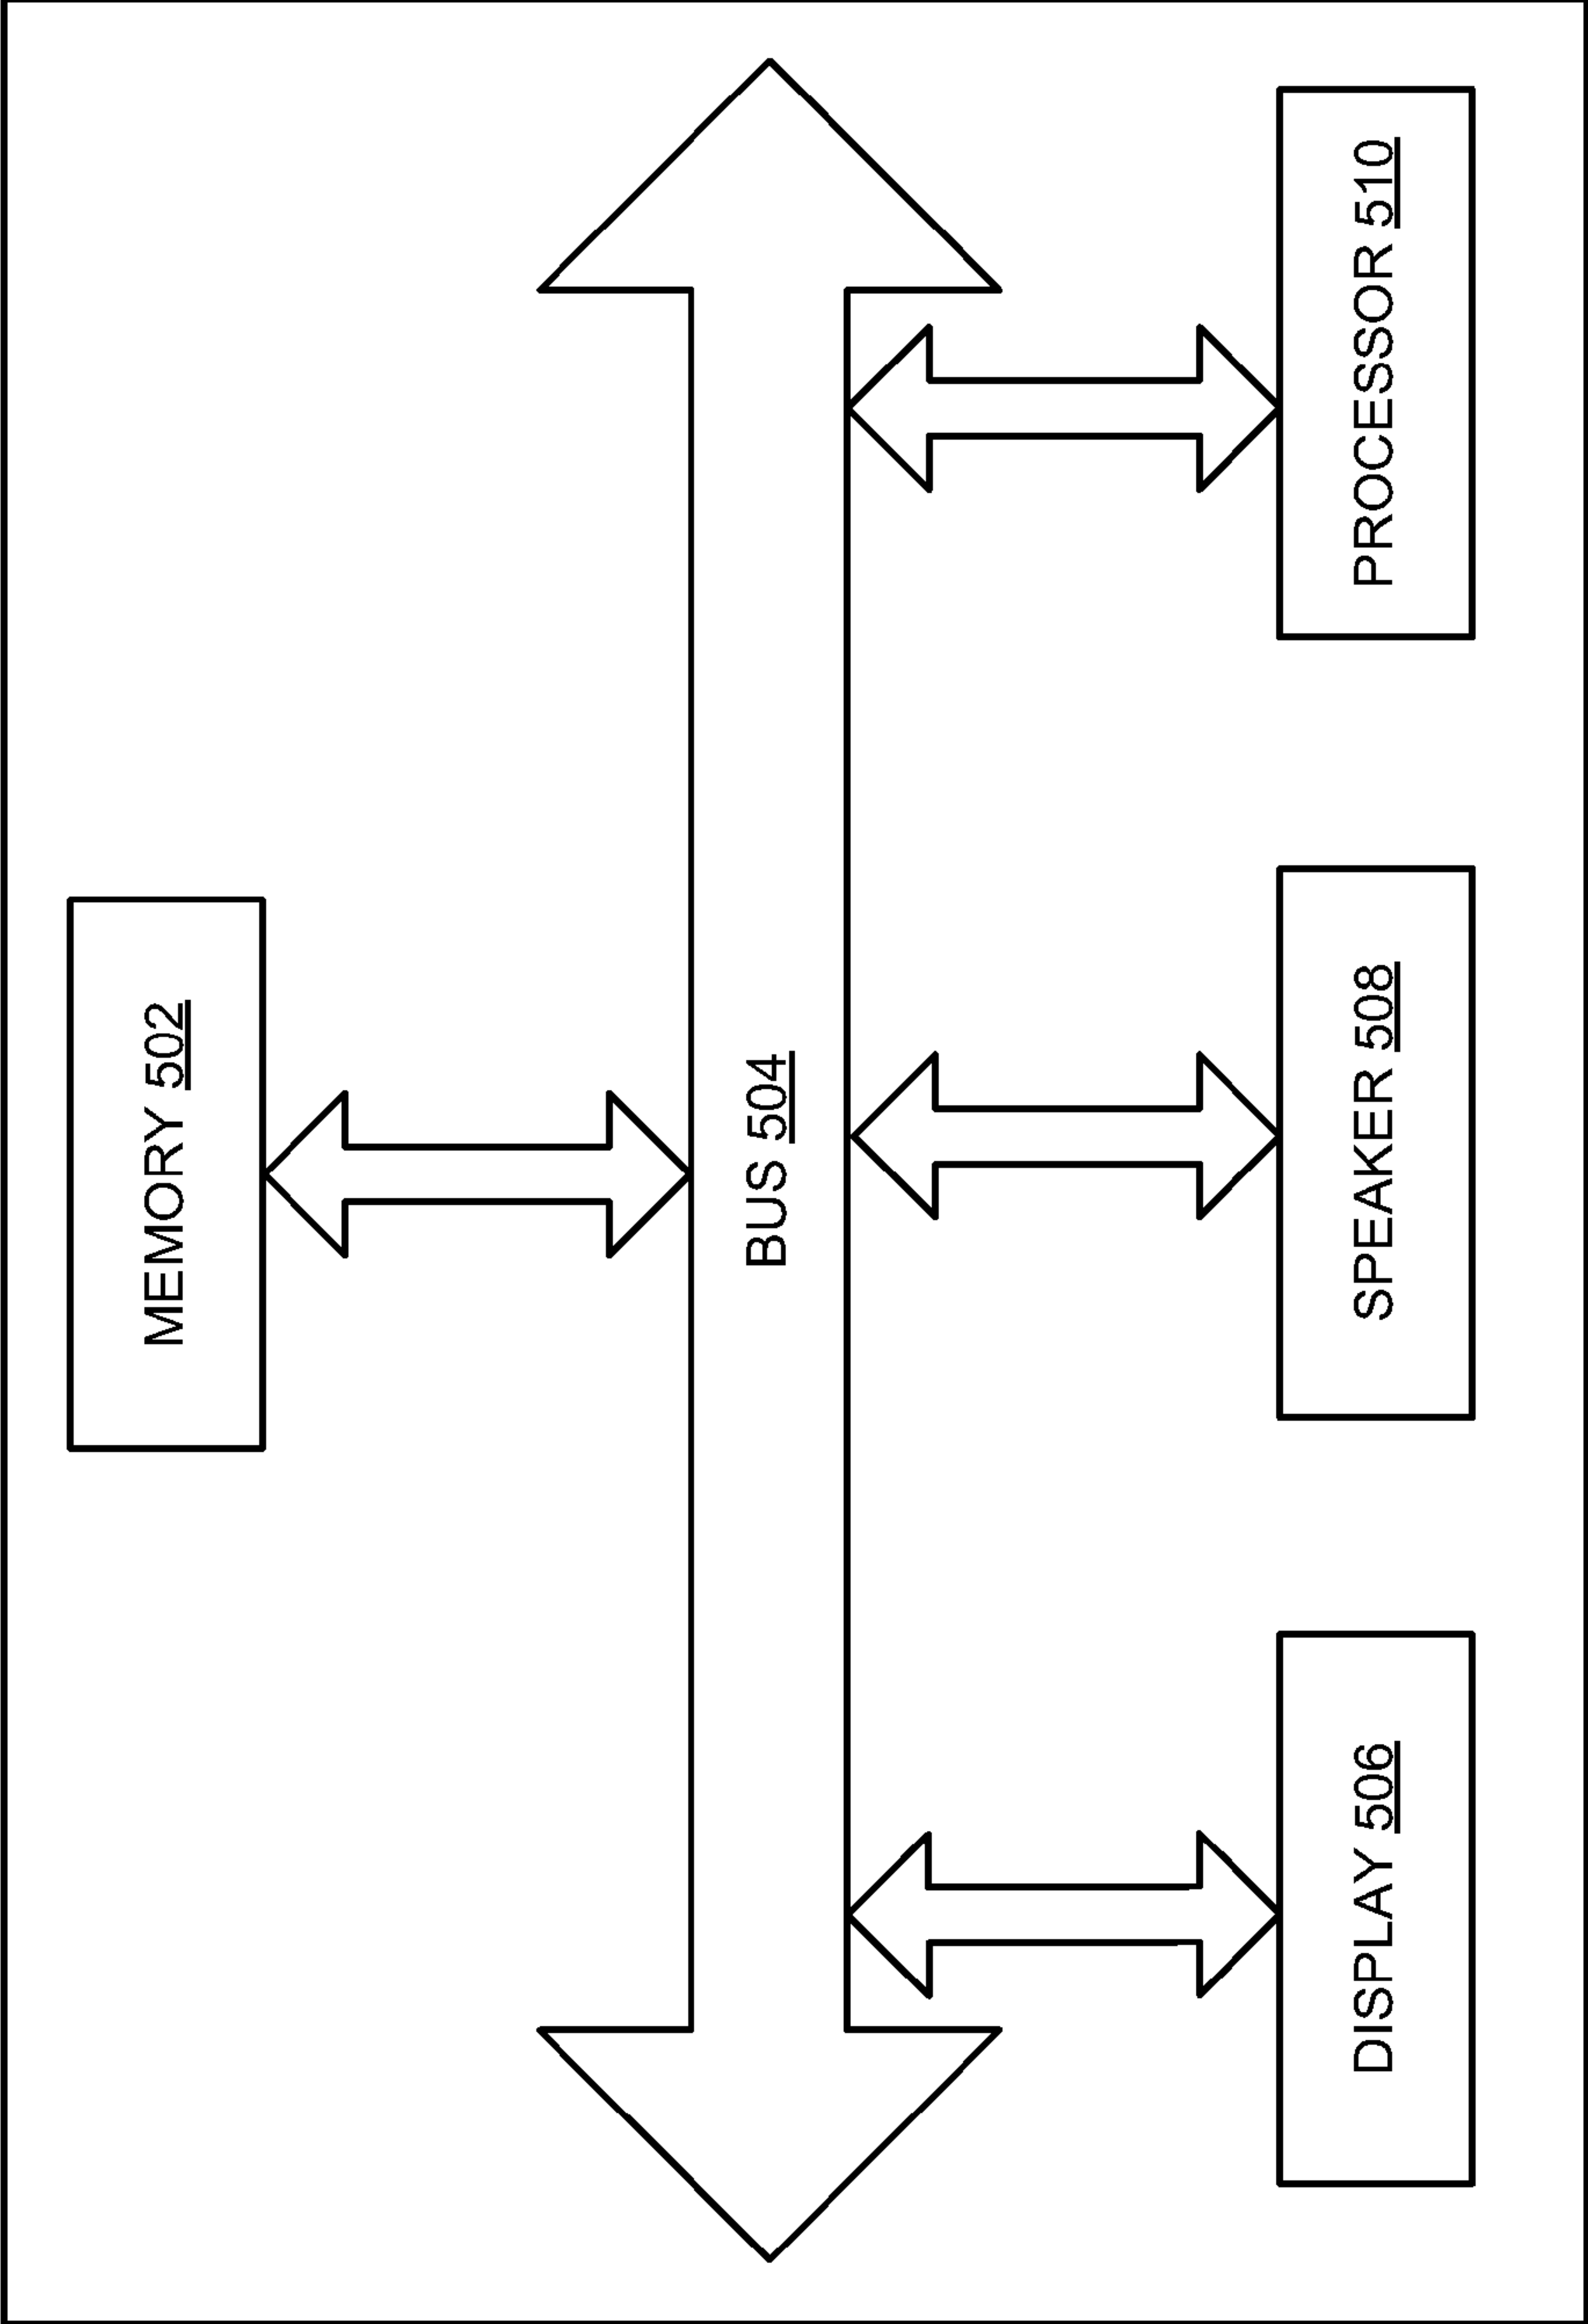 MEMORY 502
BUS 504
DISPLAY 506
SPEAKER 508
PROCESSOR 510